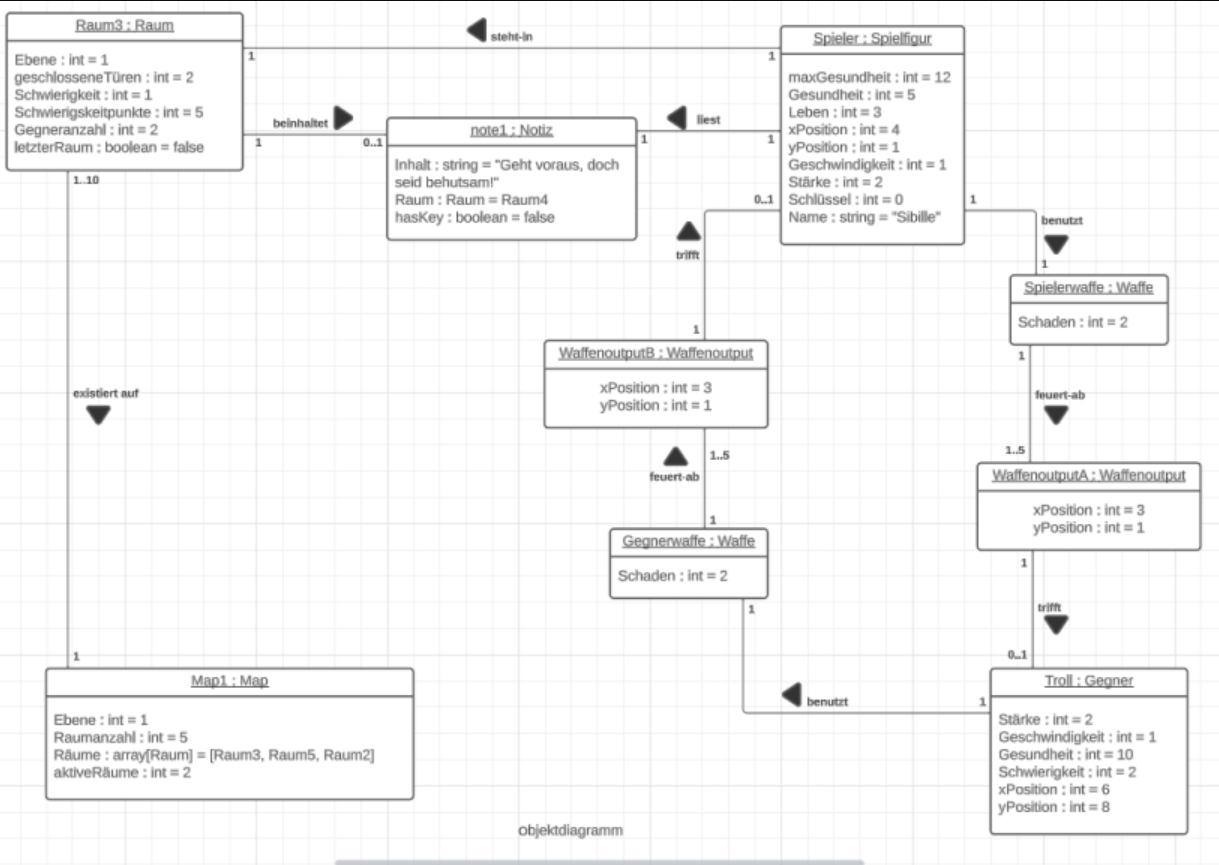 Raum3 : Raum
Ebene : int = 1
geschlosseneTüren : int = 2
Schwierigkeit : int = 1
Schwierigskeitpunkte : int = 5
Gegneranzahl : int = 2
letzterRaum : boolean = false
steht-in
1
1
Spieler : Spielfigur
maxGesundheit : int = 12
Gesundheit : int = 5
Leben : int = 3
xPosition : int = 4
yPosition : int = 1
Geschwindigkeit : int = 1
Stärke : int = 2
Schlüssel : int = 0
Name : string = "Sibille"
beinhaltet
1
0..1
note1 : Notiz
Inhalt : string = "Geht voraus, doch
seid behutsam!"
Raum : Raum = Raum4
hasKey : boolean = false
liest
1
1
1..10
existiert auf
1
0..1
trifft
1
WaffenoutputB : Waffenoutput
xPosition : int = 3
yPosition : int = 1
1..5
feuert-ab
1
Gegnerwaffe : Waffe
Schaden : int = 2
1
1
benutzt
1
Spielerwaffe : Waffe
Schaden : int = 2
1
feuert-ab
1..5
WaffenoutputA : Waffenoutput
xPosition : int = 3
yPosition : int = 1
1
trifft
0..1
Map1 : Map
Ebene : int = 1
Raumanzahl : int = 5
Räume : array[Raum] = [Raum3, Raum5, Raum2]
aktiveRäume : int = 2
benutzt
1
Troll : Gegner
Stärke : int = 2
Geschwindigkeit : int = 1
Gesundheit : int = 10
Schwierigkeit : int = 2
xPosition : int = 6
yPosition : int = 8
Objektdiagramm